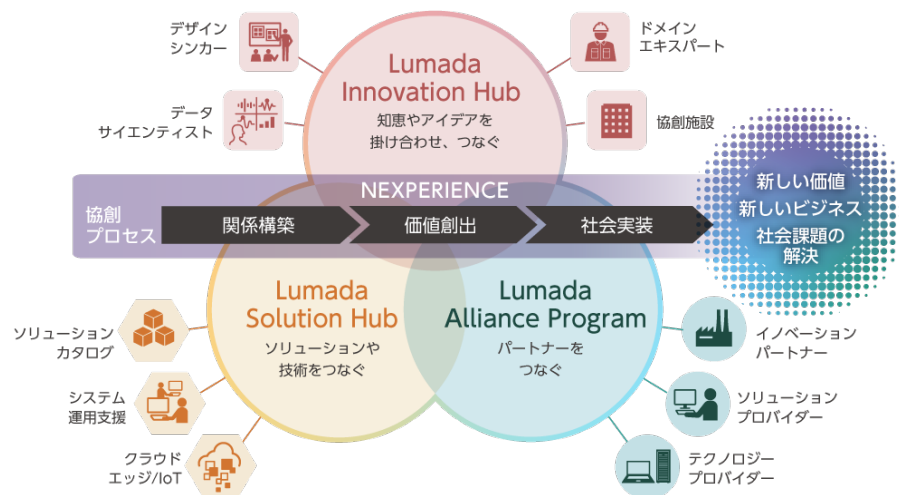 デザイン
シンカー
データ
サイエンティスト
Lumada
Innovation Hub
知恵やアイデアを
掛け合わせ、つなぐ
ドメイン
エキスパート
協創施設
NEXPERIENCE
協創
プロセス
関係構築
価値創出
社会実装
新しい価値
新しいビジネス
社会課題の
解決
Lumada
Solution Hub
ソリューションや
技術をつなぐ
ソリューション
カタログ
システム
運用支援
クラウド
エッジ/IoT
Lumada
Alliance Program
パートナーを
つなぐ
イノベーション
パートナー
ソリューション
プロバイダー
テクノロジー
プロバイダー